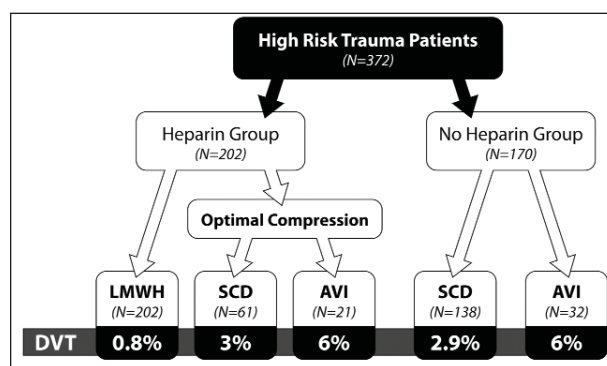 High Risk Trauma Patients
(N=372)
Heparin Group
(N=202)
No Heparin Group
(N=170)
Optimal Compression
LMWH
(N=202)
SCD
(N=61)
AVI
(N=21)
SCD
(N=138)
AVI
(N=32)
DVT 0.8% 3% 6% 2.9% 6%